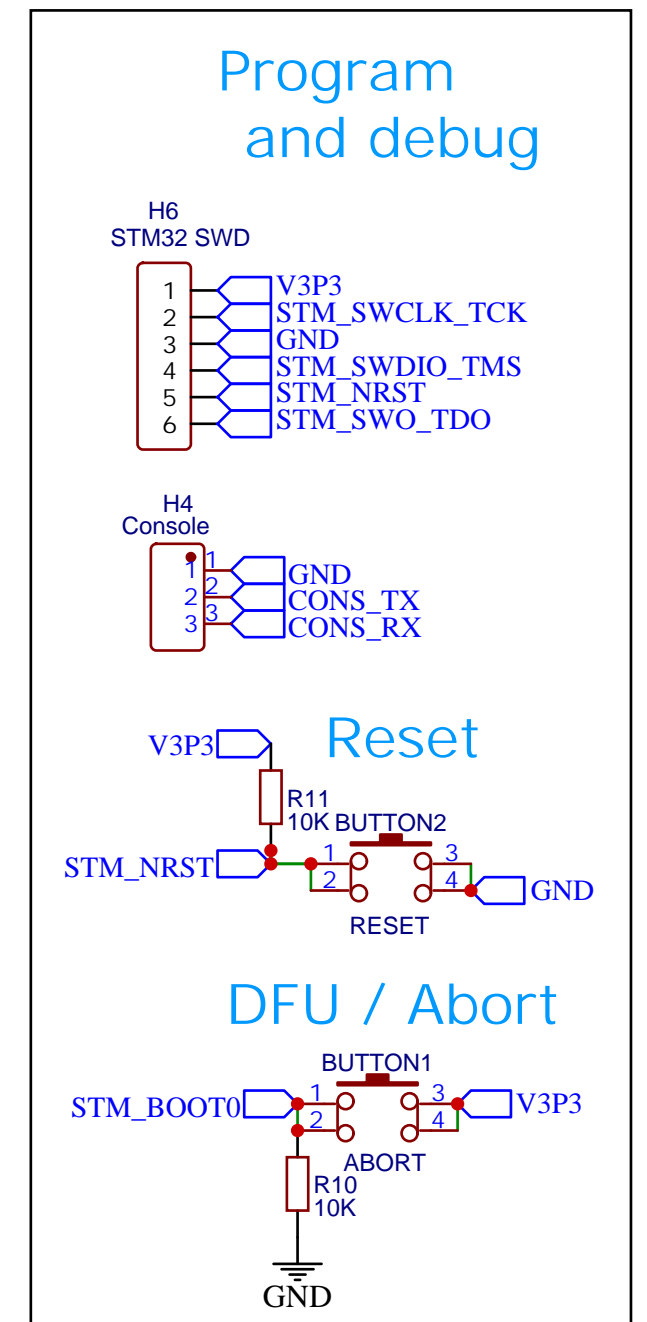 Program
and debug
H6
STM32 SWD
1 V3P3
2 STM_SWCLK_TCK
3 GND
4 STM_SWDIO_TMS
5 STM_NRST
6 STM_SWO_TDO
H4
Console
1 1 GND
2 2 CONS_TX
3 3 CONS_RX
Reset
V3P3
R11
10K BUTTON2
STM_NRST 1 3
2 4 GND
RESET
DFU / Abort
BUTTON1
STM_BOOT0 1 3 V3P3
2 4
ABORT
R10
10K
GND